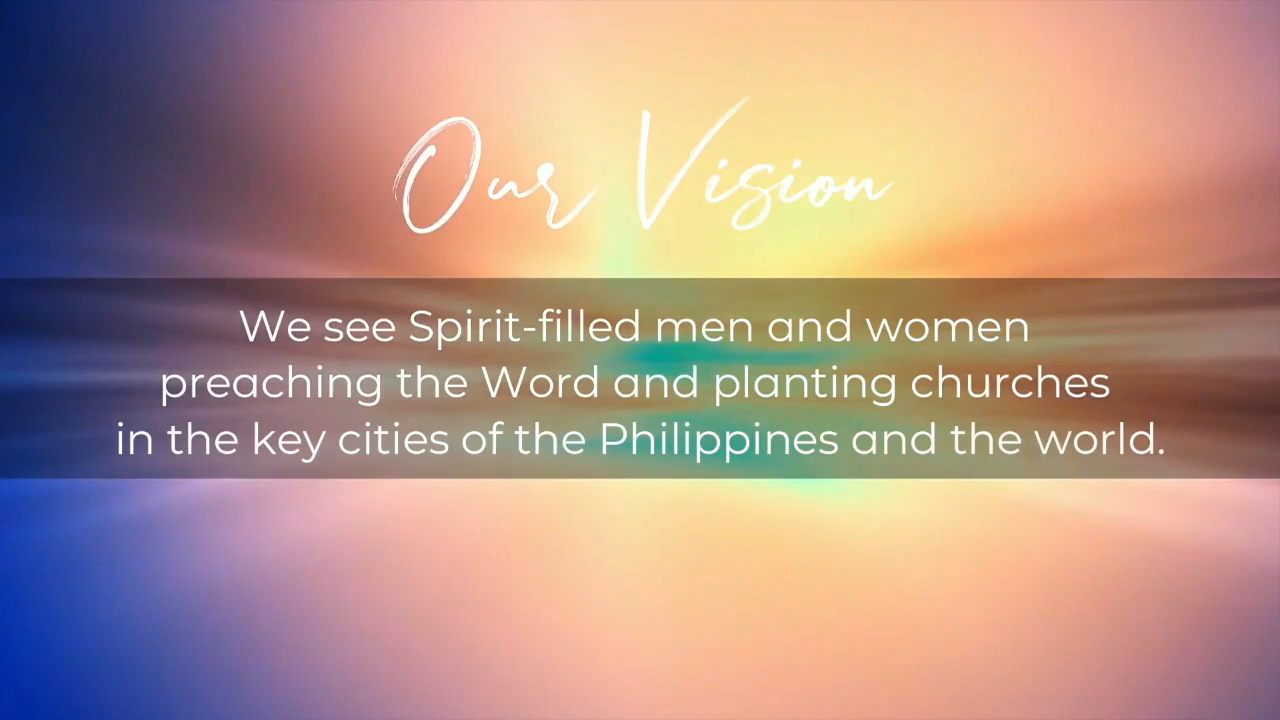 Our Vision
We see Spirit-filled men and women
preaching the Word and planting churches
in the key cities of the Philippines and the world.